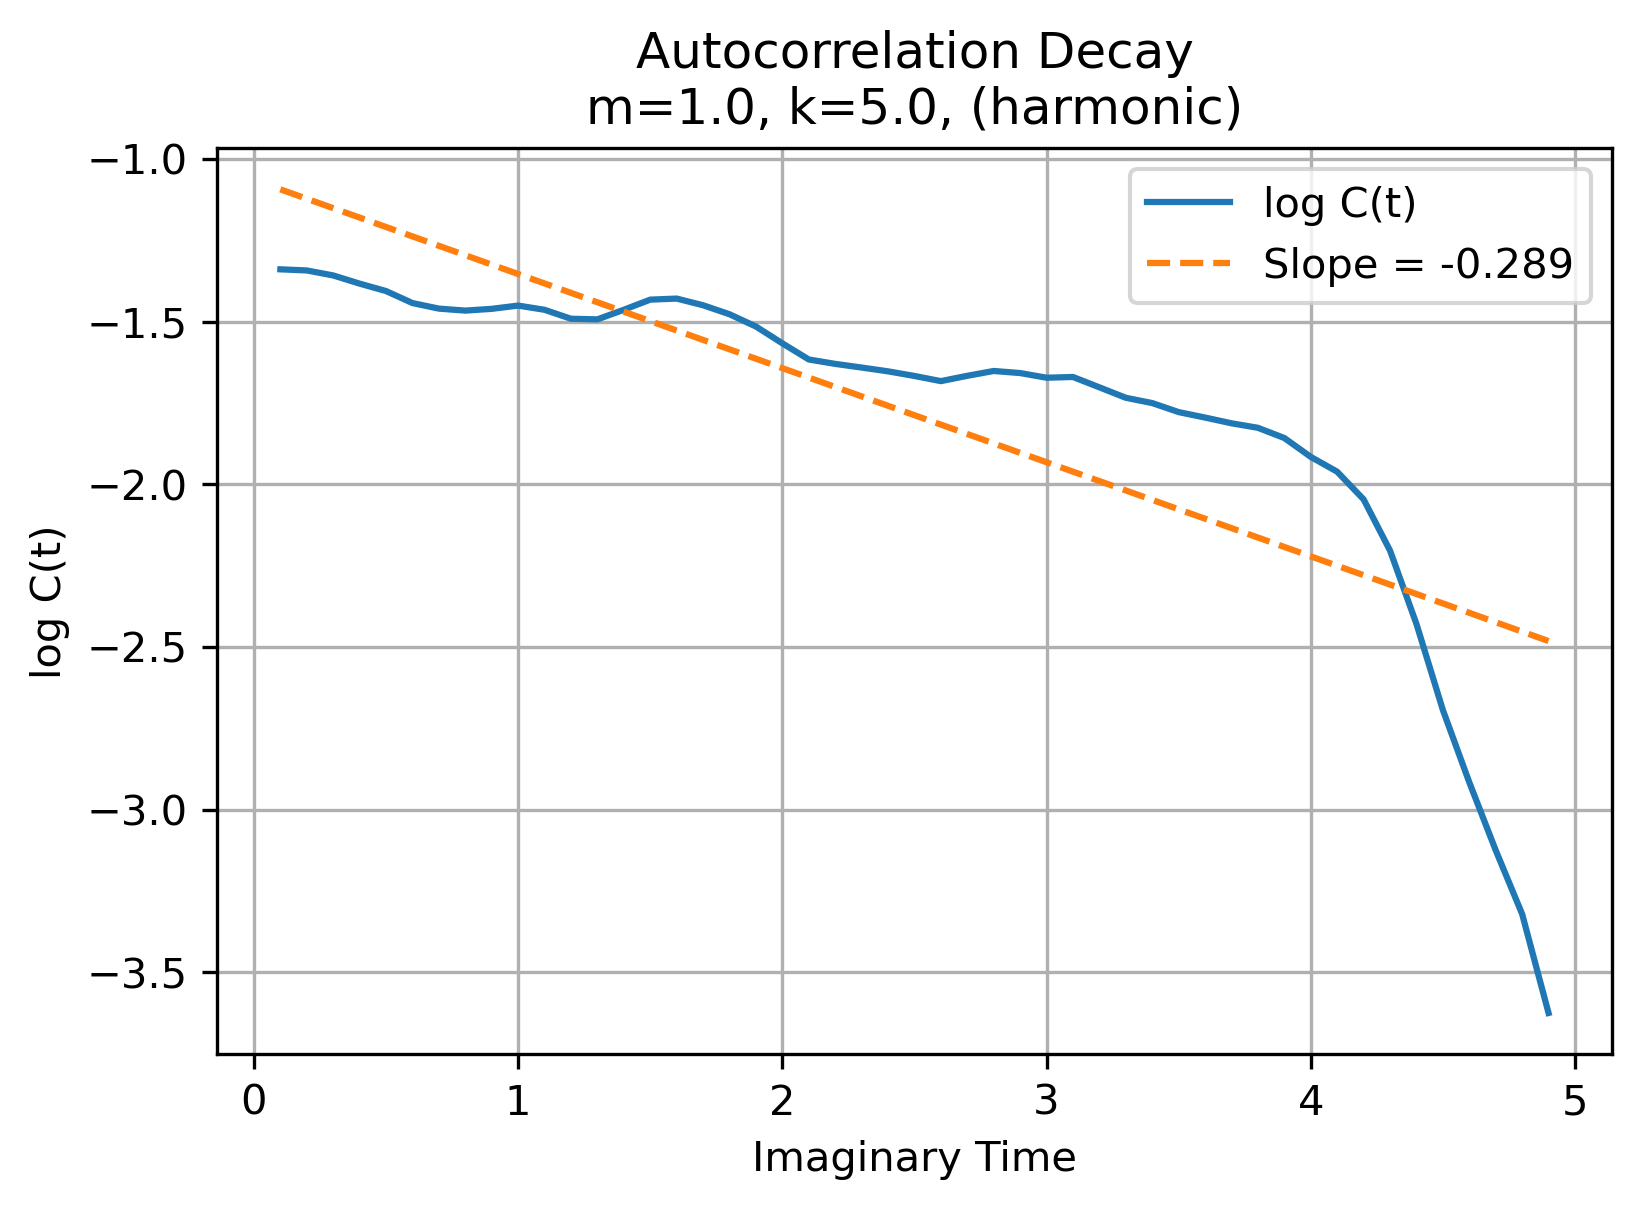 Autocorrelation Decay
m=1.0, k=5.0, (harmonic)
log C(t)
Slope = -0.289
−1.0
−1.5
−2.0
−2.5
−3.0
−3.5
log C(t)
0 1 2 3 4 5
Imaginary Time